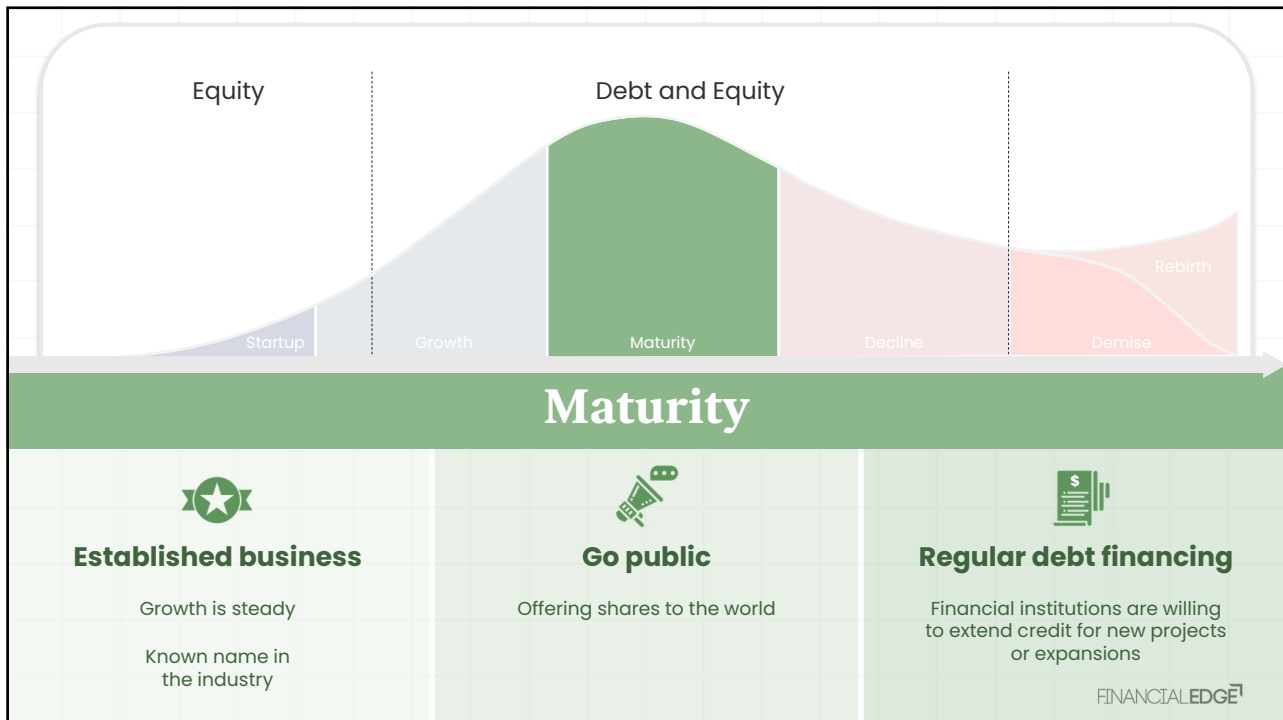 Equity
Debt and Equity
Rebirth
Startup
Growth
Maturity
Decline
Demise
Maturity
$
Established business
Growth is steady
Known name in
the industry
Go public
Offering shares to the world
Regular debt financing
Financial institutions are willing
to extend credit for new projects
or expansions
FINANCIALEDGE